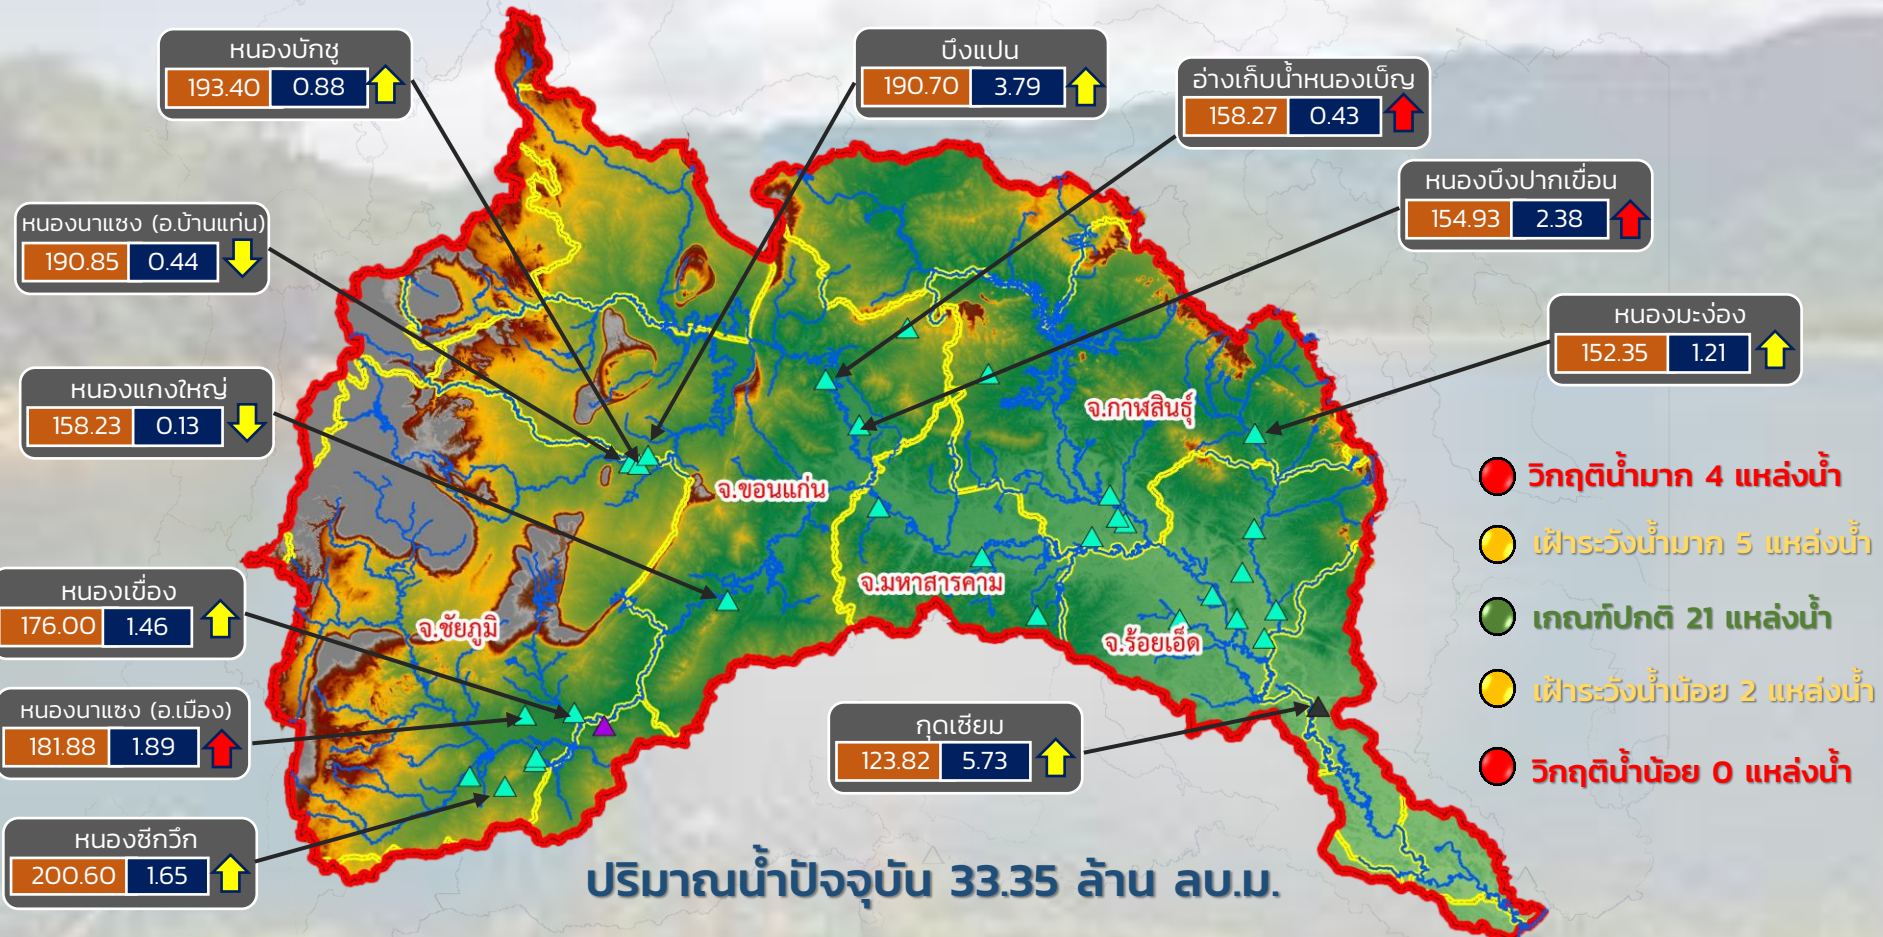 หนองบักชู
193.40 0.88
บึงแปน
190.70 3.79
อ่างเก็บน้ำหนองเบ็ญ
158.27 0.43
หนองบึงปากเขื่อน
154.93 2.38
หนองนาแซง (อ.บ้านแท่น)
190.85 0.44
หนองมะง่อง
152.35 1.21
หนองแกงใหญ่
158.23 0.13
จ.กาฬสินธุ์
จ.ขอนแก่น
จ.มหาสารคาม
จ.ร้อยเอ็ด
จ.ชัยภูมิ
หนองเขื่อง
176.00 1.46
หนองนาแซง (อ.เมือง)
181.88 1.89
กุดเซียม
123.82 5.73
หนองซีกวึก
200.60 1.65
วิกฤติน้ำมาก 4 แหล่งน้ำ
เฝ้าระวังน้ำมาก 5 แหล่งน้ำ
เกณฑ์ปกติ 21 แหล่งน้ำ
เฝ้าระวังน้ำน้อย 2 แหล่งน้ำ
วิกฤติน้ำน้อย 0 แหล่งน้ำ
ปริมาณน้ำปัจจุบัน 33.35 ล้าน ลบ.ม.